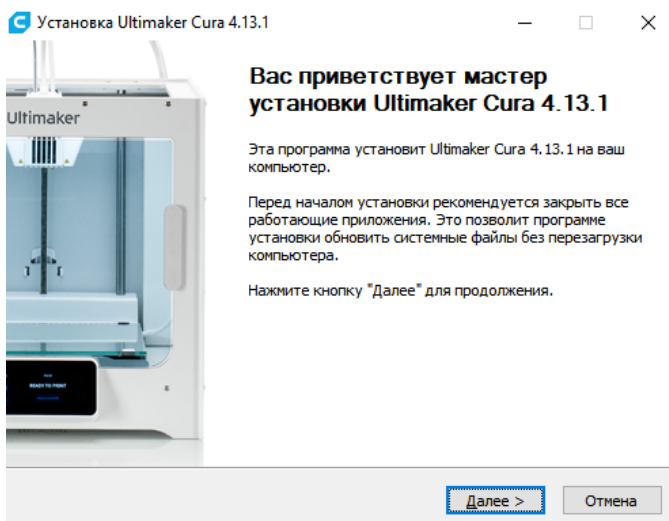 Установка Ultimaker Cura 4.13.1
Вас приветствует мастер
установки Ultimaker Cura 4.13.1
Ultimaker
Эта программа установит Ultimaker Cura 4.13.1 на ваш
компьютер.
Перед началом установки рекомендуется закрыть все
работающие приложения. Это позволит программе
установки обновить системные файлы без перезагрузки
компьютера.
Нажмите кнопку "Далее" для продолжения.
READY TO PRINT
Далее >
Отмена